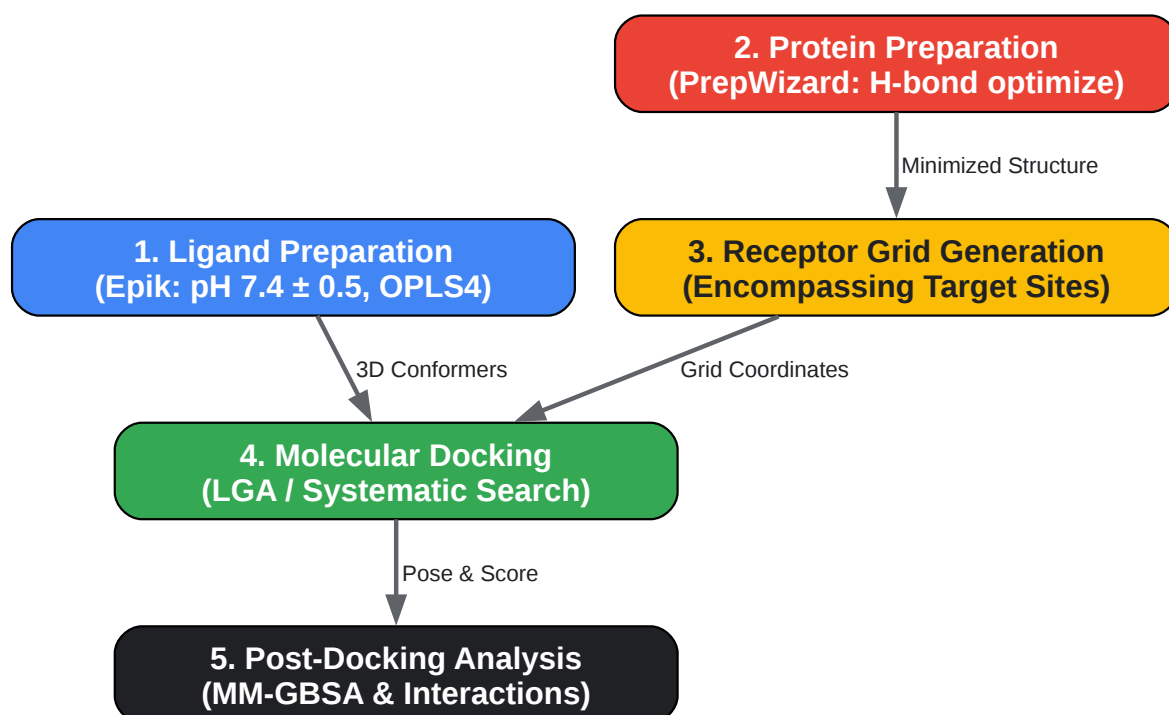 2. Protein Preparation
(PrepWizard: H-bond optimize)
Minimized Structure
1. Ligand Preparation
(Epik: pH 7.4 ± 0.5, OPLS4)
3. Receptor Grid Generation
(Encompassing Target Sites)
3D Conformers
Grid Coordinates
4. Molecular Docking
(LGA / Systematic Search)
Pose & Score
5. Post-Docking Analysis
(MM-GBSA & Interactions)